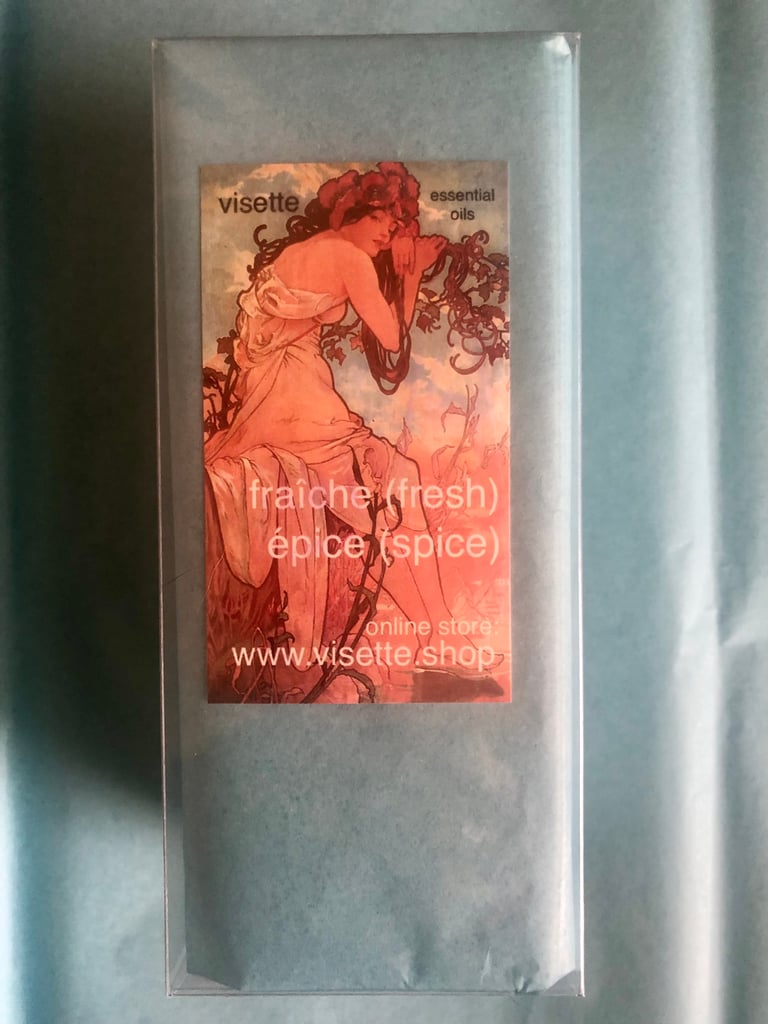 visette
essential
oils
fraîche (fresh)
épice (spice)
online store:
www.visette.shop